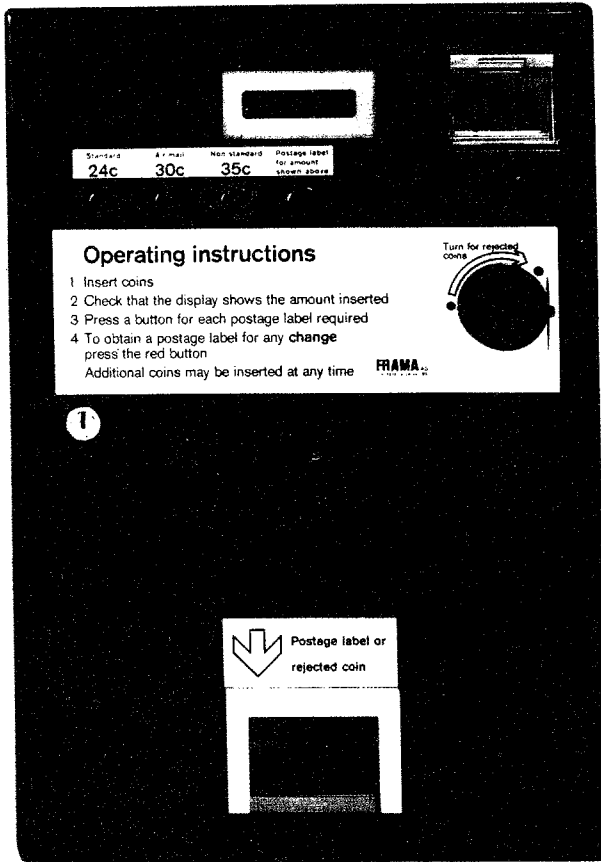 Standard
Air mail
Non standard
Postage label
for amount
shown above
24c
30c
35c
Operating instructions
Turn for rejected
coins
1 Insert coins
2 Check that the display shows the amount inserted
3 Press a button for each postage label required
4 To obtain a postage label for any change
press the red button
Additional coins may be inserted at any time
FRAMA AG
1
Postage label or
rejected coin